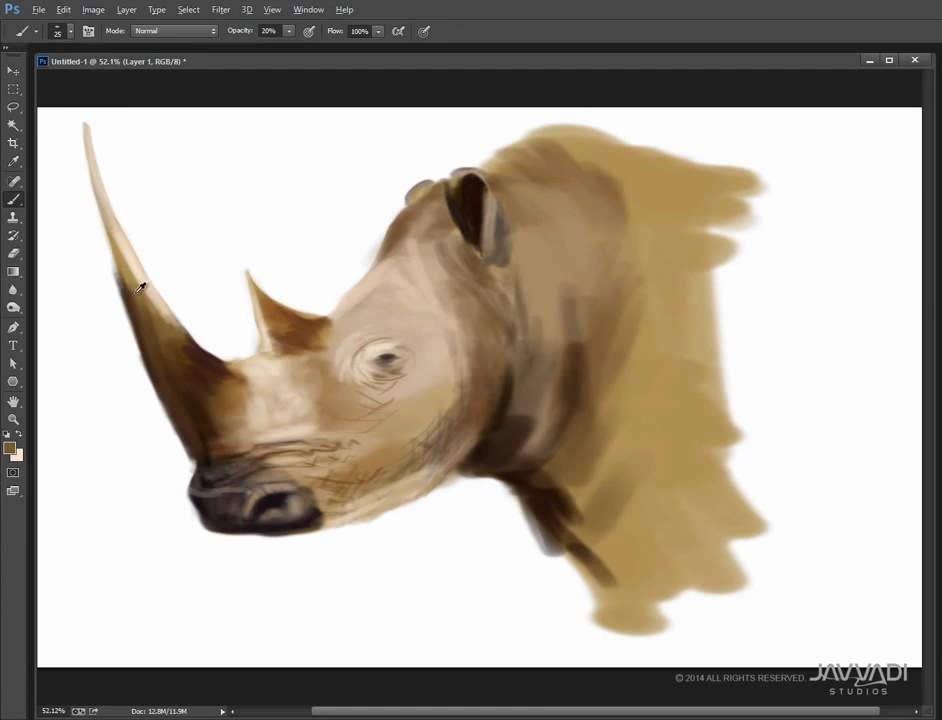 Ps File Edit Image Layer Type Select Filter 3D View Window Help
25 Mode: Normal Opacity: 20% Flow: 100%
Ps Untitled-1 @ 52.1% (Layer 1, RGB/8) *
T
© 2014 ALL RIGHTS RESERVED. JAVVADI
STUDIOS
52.12% Doc: 12.8M/11.9M